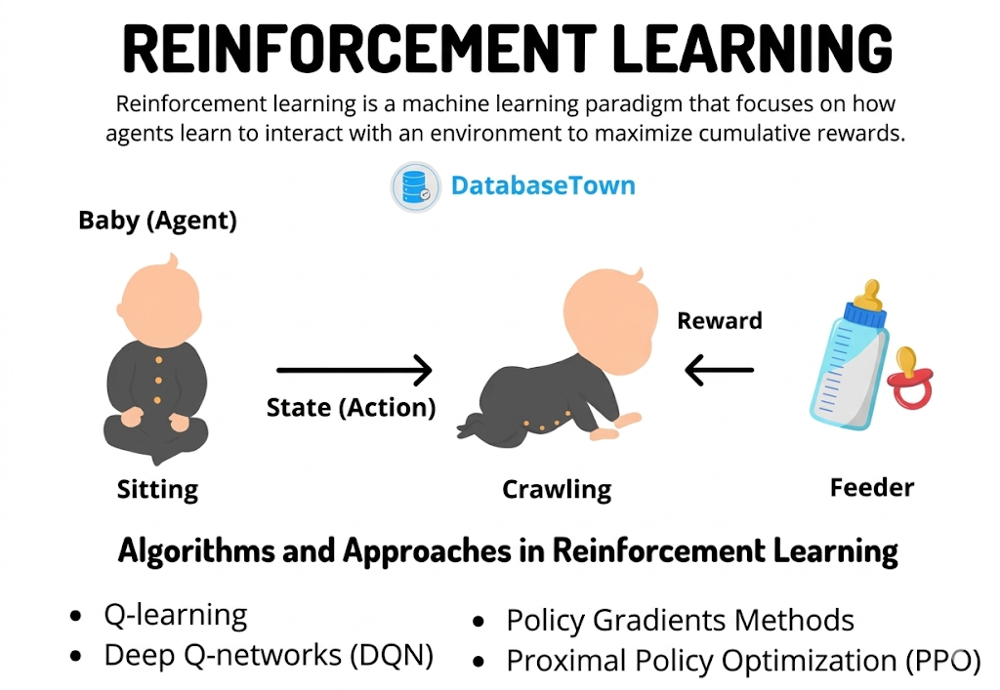 REINFORCEMENT LEARNING
Reinforcement learning is a machine learning paradigm that focuses on how
agents learn to interact with an environment to maximize cumulative rewards.
DatabaseTown
Baby (Agent)
Reward
State (Action)
Sitting
Crawling
Feeder
Algorithms and Approaches in Reinforcement Learning
• Q-learning
• Deep Q-networks (DQN)
• Policy Gradients Methods
• Proximal Policy Optimization (PPO)